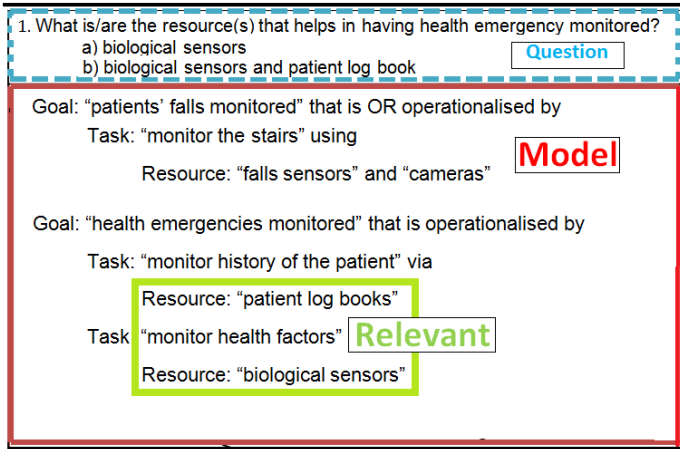 1. What is/are the resource(s) that helps in having health emergency monitored?
a) biological sensors
b) biological sensors and patient log book
Question
Goal: “patients’ falls monitored” that is OR operationalised by
Task: “monitor the stairs” using
Model
Resource: “falls sensors” and “cameras”
Goal: “health emergencies monitored” that is operationalised by
Task: “monitor history of the patient” via
Resource: “patient log books”
Task “monitor health factors” Relevant
Resource: “biological sensors”